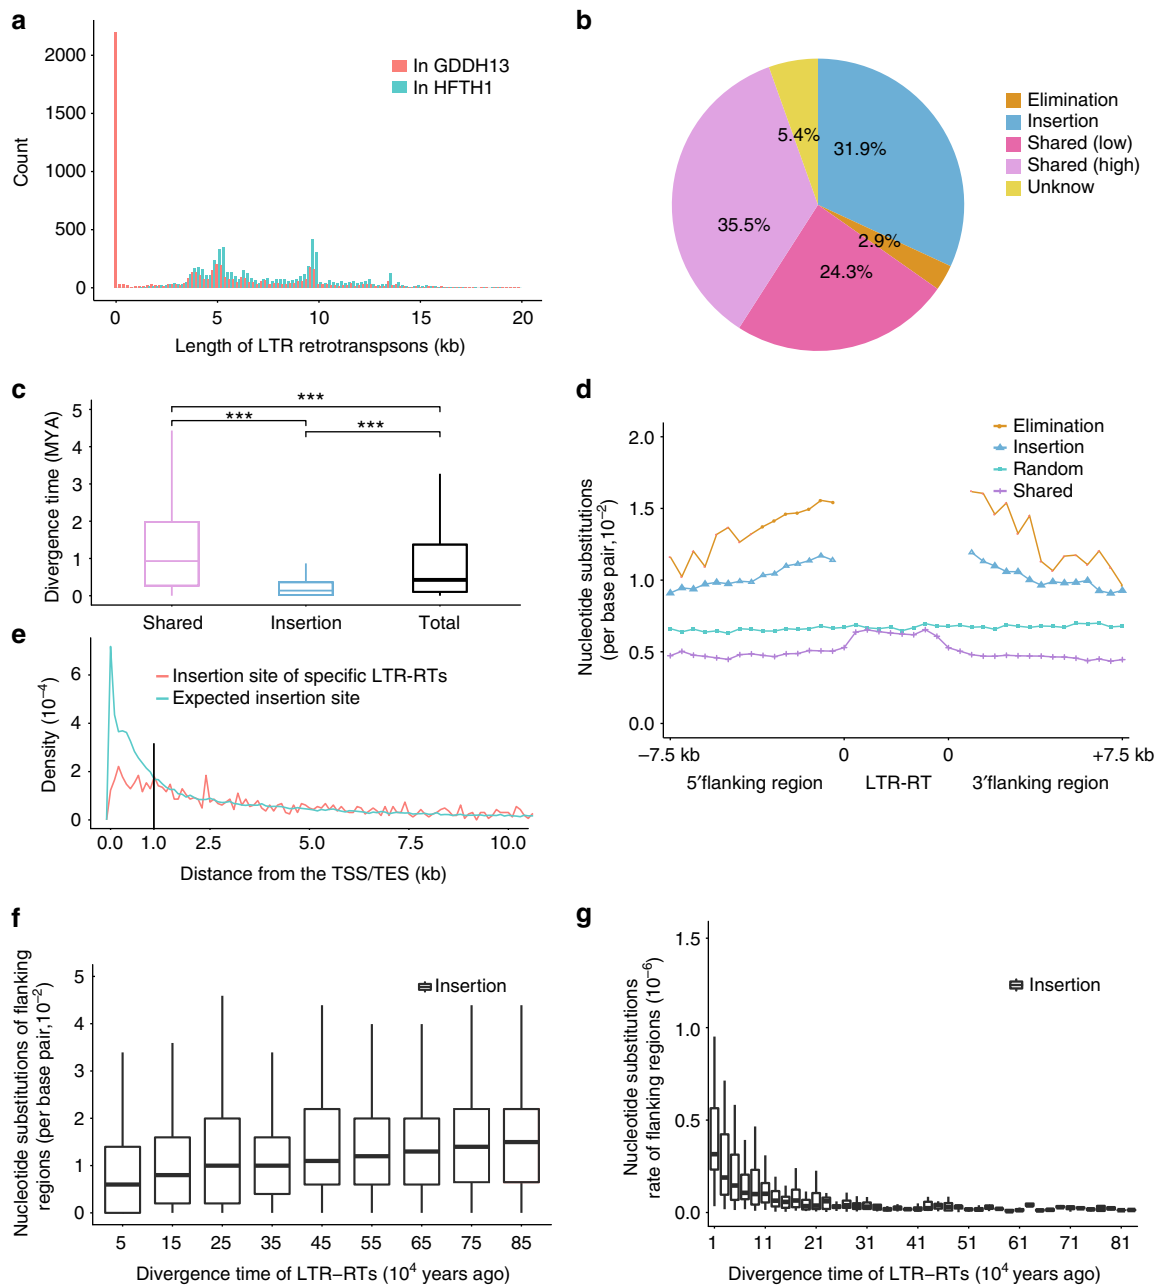 a
2000
1500
1000
500
0
Count
In GDDH13
In HFTH1
0 5 10 15 20
Length of LTR retrotranspsons (kb)
b
5.4%
31.9%
35.5%
2.9%
24.3%
Elimination
Insertion
Shared (low)
Shared (high)
Unknow
c
Divergence time (MYA)
5
4
3
2
1
0
***
***
***
Shared Insertion Total
d
Nucleotide substitutions
(per base pair,10−2)
2.0
1.5
1.0
0.5
0.0
Elimination
Insertion
Random
Shared
−7.5 kb 0 0 +7.5 kb
5′flanking region LTR-RT 3′flanking region
e
Density (10−4)
6
4
2
0
Insertion site of specific LTR-RTs
Expected insertion site
0.0 1.0 2.5 5.0 7.5 10.0
Distance from the TSS/TES (kb)
f
Nucleotide substitutions of flanking
regions (per base pair,10−2)
5
4
3
2
1
0
Insertion
5 15 25 35 45 55 65 75 85
Divergence time of LTR−RTs (104 years ago)
g
Nucleotide substitutions
rate of flanking regions (10−6)
1.5
1.0
0.5
0.0
Insertion
1 11 21 31 41 51 61 71 81
Divergence time of LTR−RTs (104 years ago)